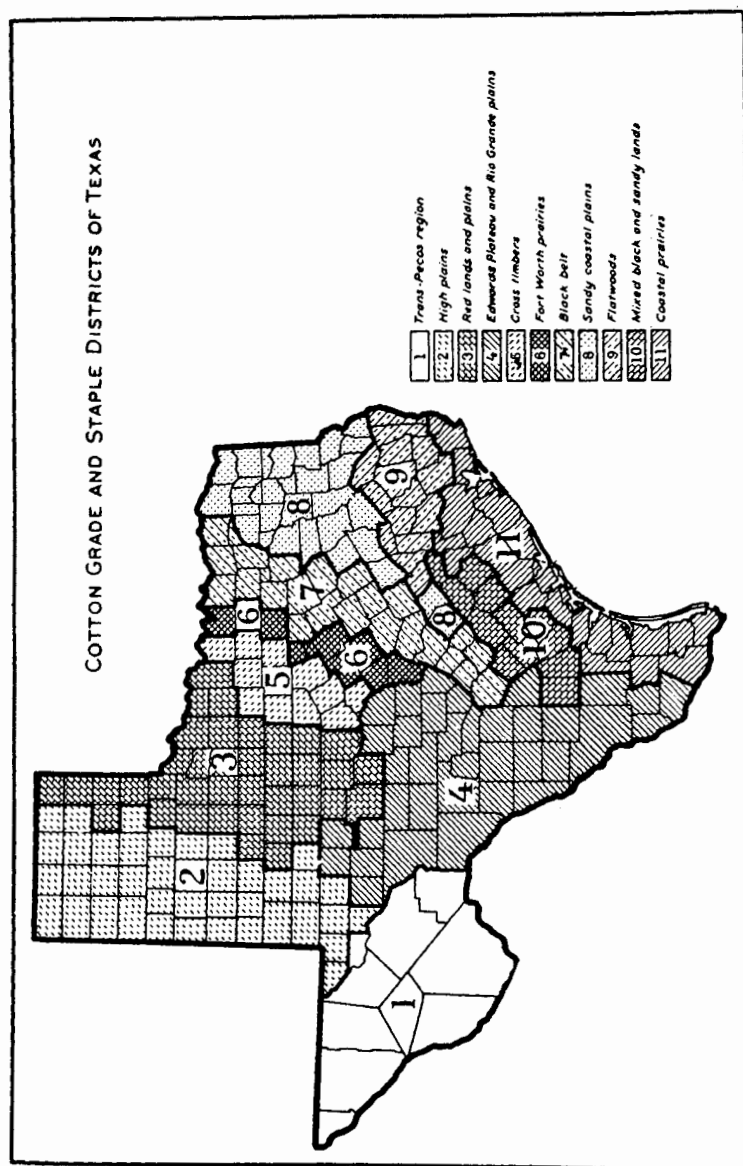 COTTON GRADE AND STAPLE DISTRICTS OF TEXAS
1 Trans-Pecos region
2 High plains
3 Red lands and plains
4 Edwards Plateau and Rio Grande plains
5 Cross timbers
6 Fort Worth prairies
7 Black belt
8 Sandy coastal plains
9 Flatwoods
10 Mixed black and sandy lands
11 Coastal prairies
1
2
3
4
5
6
6
7
8
8
9
10
11